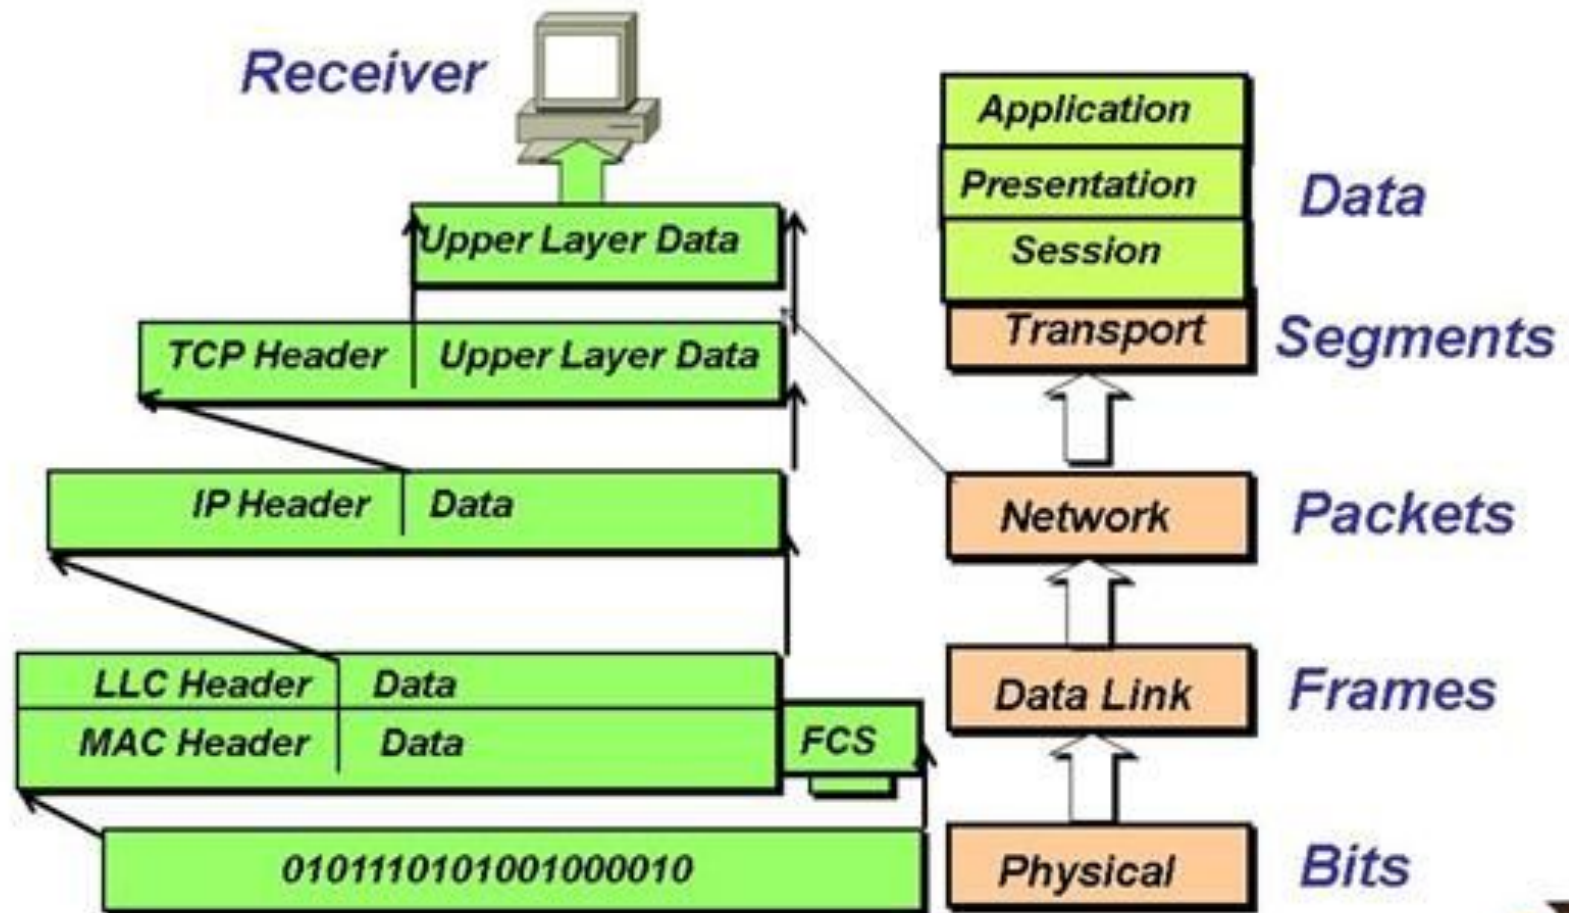 Receiver
Application
Presentation
Data
Upper Layer Data
Session
TCP Header
Upper Layer Data
Transport
Segments
IP Header
Data
Network
Packets
LLC Header
Data
Data Link
Frames
MAC Header
Data
FCS
0101110101001000010
Physical
Bits